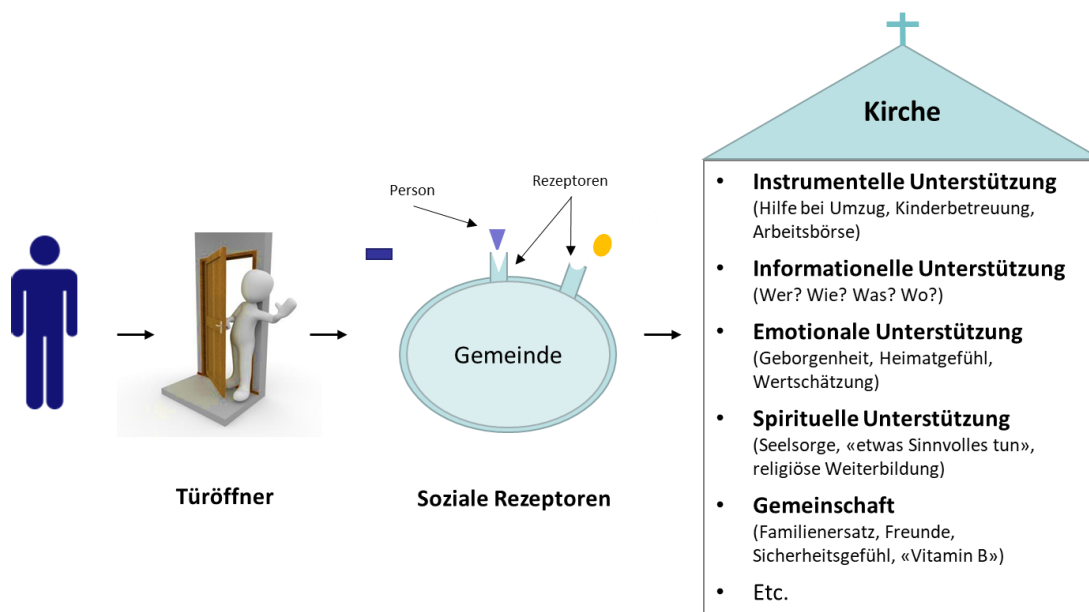 Kirche
Person
Rezeptoren
Gemeinde
Türöffner
Soziale Rezeptoren
• Instrumentelle Unterstützung
(Hilfe bei Umzug, Kinderbetreuung,
Arbeitsbörse)
• Informationelle Unterstützung
(Wer? Wie? Was? Wo?)
• Emotionale Unterstützung
(Geborgenheit, Heimatgefühl,
Wertschätzung)
• Spirituelle Unterstützung
(Seelsorge, «etwas Sinnvolles tun»,
religiöse Weiterbildung)
• Gemeinschaft
(Familienersatz, Freunde,
Sicherheitsgefühl, «Vitamin B»)
• Etc.